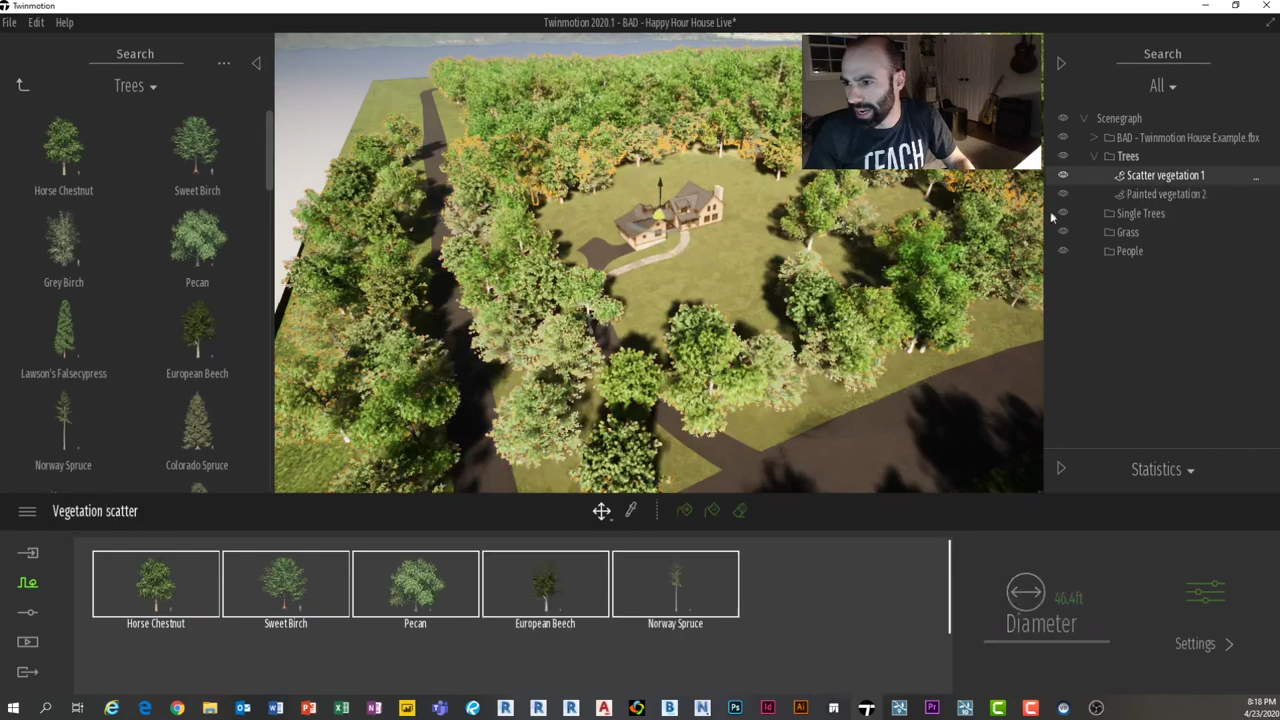 Twinmotion
File Edit Help
Twinmotion 2020.1 - BAD - Happy Hour House Live*
Search
Trees
Horse Chestnut
Sweet Birch
Grey Birch
Pecan
Lawson's Falsecypress
European Beech
Norway Spruce
Colorado Spruce
TEACH
Search
All
Scenegraph
BAD - Twinmotion House Example.fbx
Trees
Scatter vegetation 1
Painted vegetation 2
Single Trees
Grass
People
Statistics
Vegetation scatter
Horse Chestnut
Sweet Birch
Pecan
European Beech
Norway Spruce
46.4ft
Diameter
Settings
8:18 PM
4/23/2020